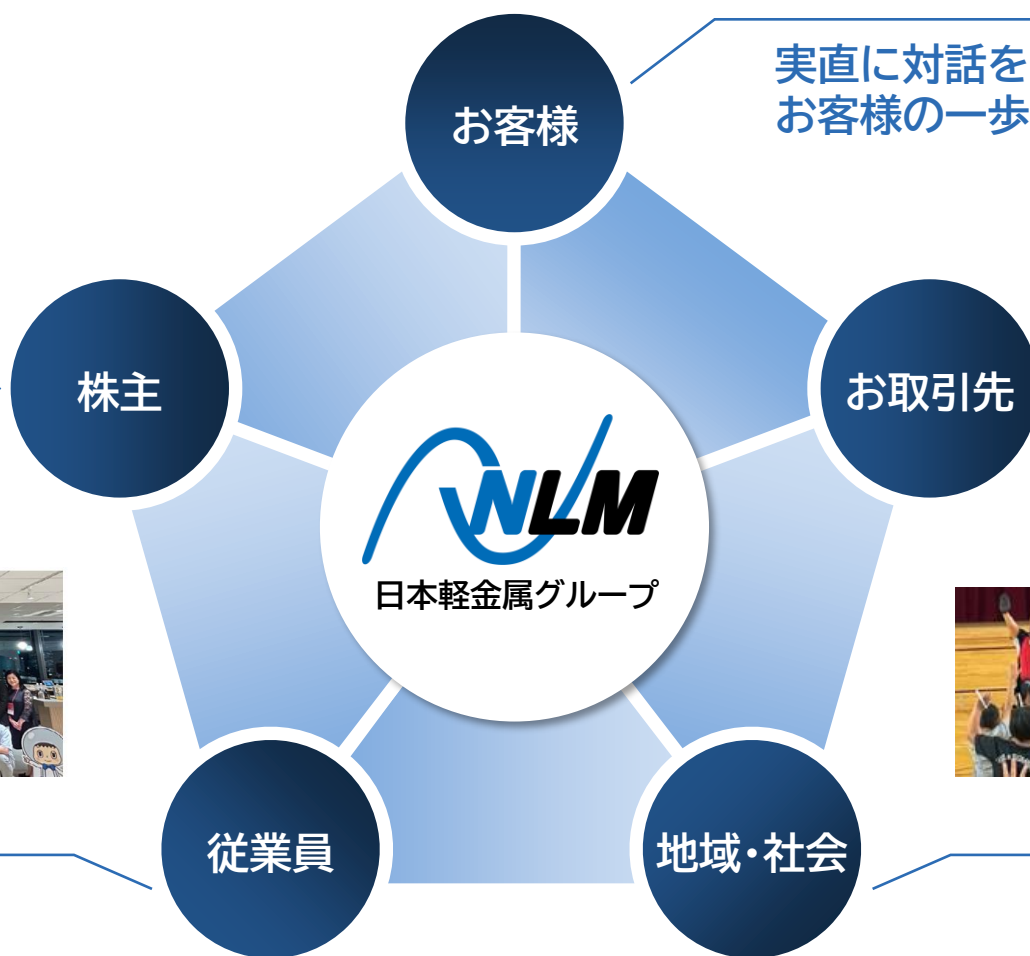 実直に対話を
お客様の一歩
お客様
株主
お取引先
NLM
日本軽金属グループ
従業員
地域・社会